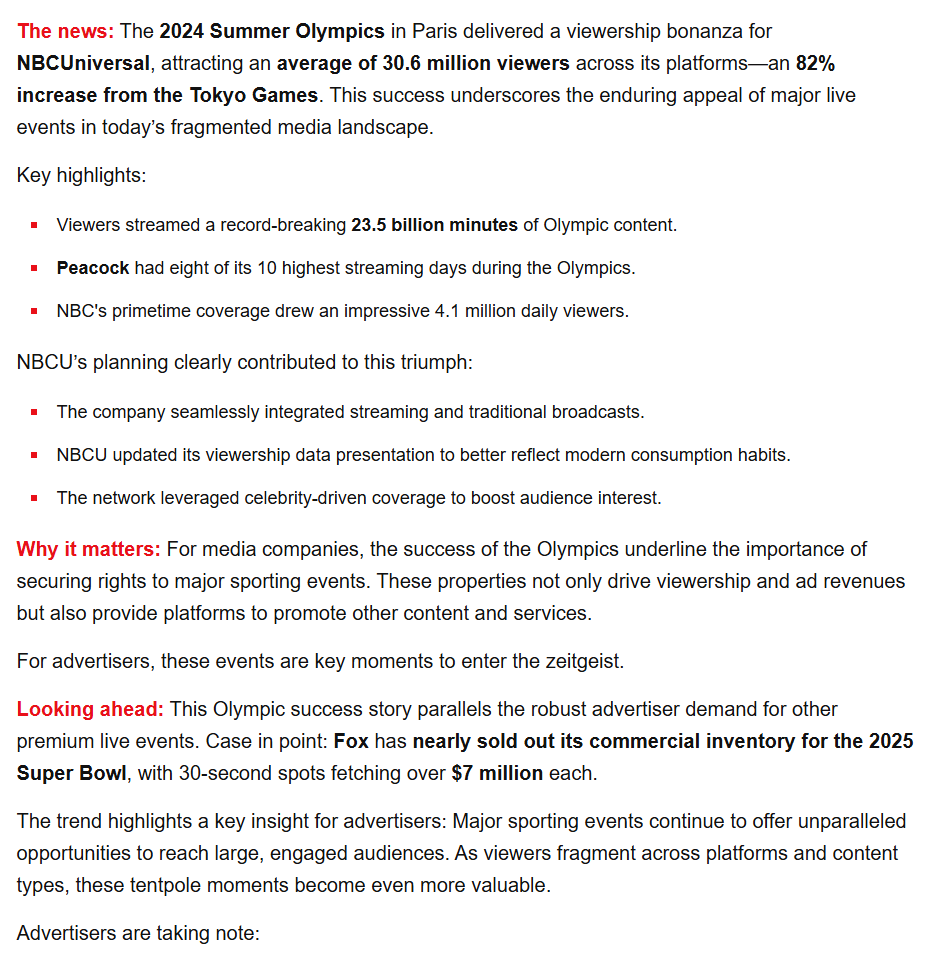 The news: The 2024 Summer Olympics in Paris delivered a viewership bonanza for
NBCUniversal, attracting an average of 30.6 million viewers across its platforms—an 82%
increase from the Tokyo Games. This success underscores the enduring appeal of major live
events in today’s fragmented media landscape.
Key highlights:
Viewers streamed a record-breaking 23.5 billion minutes of Olympic content.
Peacock had eight of its 10 highest streaming days during the Olympics.
NBC's primetime coverage drew an impressive 4.1 million daily viewers.
NBCU’s planning clearly contributed to this triumph:
The company seamlessly integrated streaming and traditional broadcasts.
NBCU updated its viewership data presentation to better reflect modern consumption habits.
The network leveraged celebrity-driven coverage to boost audience interest.
Why it matters: For media companies, the success of the Olympics underline the importance of
securing rights to major sporting events. These properties not only drive viewership and ad revenues
but also provide platforms to promote other content and services.
For advertisers, these events are key moments to enter the zeitgeist.
Looking ahead: This Olympic success story parallels the robust advertiser demand for other
premium live events. Case in point: Fox has nearly sold out its commercial inventory for the 2025
Super Bowl, with 30-second spots fetching over $7 million each.
The trend highlights a key insight for advertisers: Major sporting events continue to offer unparalleled
opportunities to reach large, engaged audiences. As viewers fragment across platforms and content
types, these tentpole moments become even more valuable.
Advertisers are taking note: